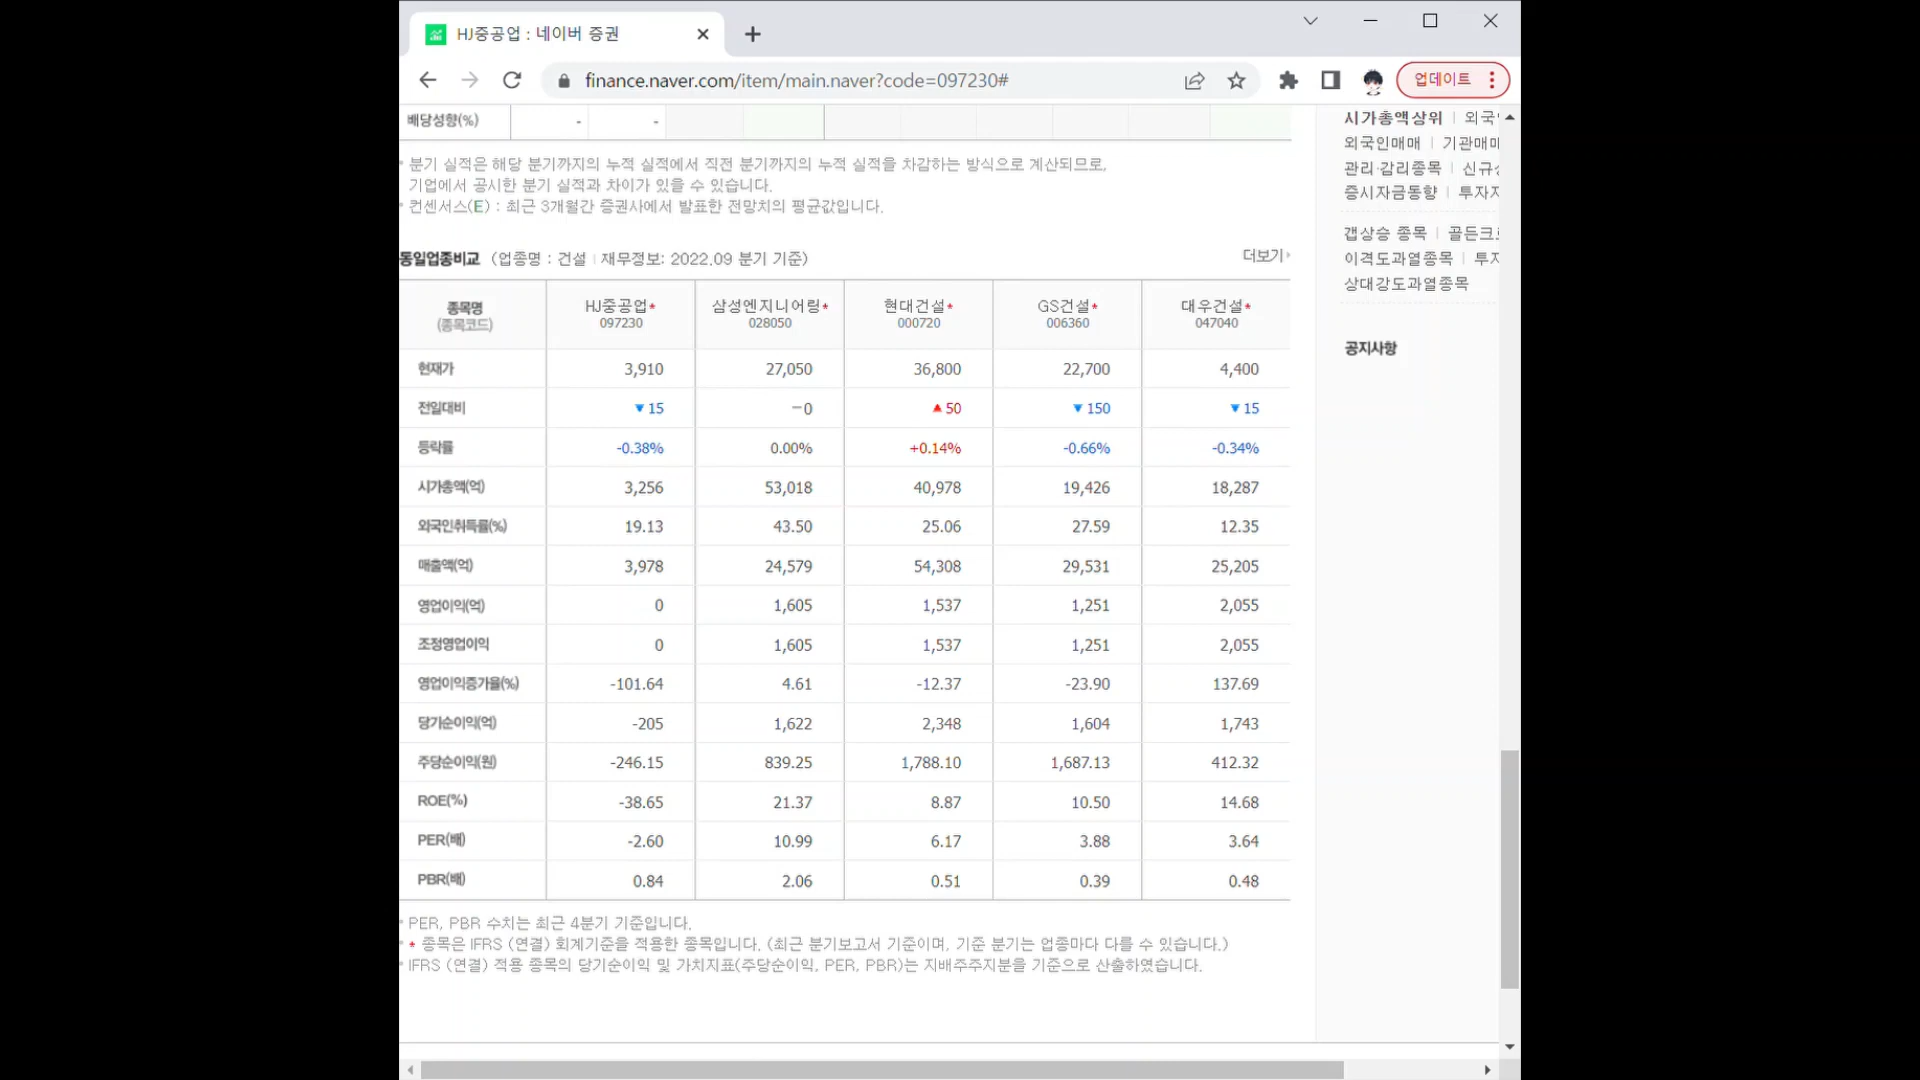 HJ중공업 : 네이버 증권
finance.naver.com/item/main.naver?code=097230#
업데이트
배당성향(%) - -
* 분기 실적은 해당 분기까지의 누적 실적에서 직전 분기까지의 누적 실적을 차감하는 방식으로 계산되므로,
기업에서 공시한 분기 실적과 차이가 있을 수 있습니다.
* 컨센서스(E) : 최근 3개월간 증권사에서 발표한 전망치의 평균값입니다.
동일업종비교 (업종명 : 건설 | 재무정보: 2022.09 분기 기준)
더보기
종목명 HJ중공업* 삼성엔지니어링* 현대건설* GS건설* 대우건설*
(종목코드) 097230 028050 000720 006360 047040
현재가 3,910 27,050 36,800 22,700 4,400
전일대비 ▼15 －0 ▲50 ▼150 ▼15
등락률 -0.38% 0.00% +0.14% -0.66% -0.34%
시가총액(억) 3,256 53,018 40,978 19,426 18,287
외국인취득률(%) 19.13 43.50 25.06 27.59 12.35
매출액(억) 3,978 24,579 54,308 29,531 25,205
영업이익(억) 0 1,605 1,537 1,251 2,055
조정영업이익 0 1,605 1,537 1,251 2,055
영업이익증가율(%) -101.64 4.61 -12.37 -23.90 137.69
당기순이익(억) -205 1,622 2,348 1,604 1,743
주당순이익(원) -246.15 839.25 1,788.10 1,687.13 412.32
ROE(%) -38.65 21.37 8.87 10.50 14.68
PER(배) -2.60 10.99 6.17 3.88 3.64
PBR(배) 0.84 2.06 0.51 0.39 0.48
* PER, PBR 수치는 최근 4분기 기준입니다.
* * 종목은 IFRS (연결) 회계기준을 적용한 종목입니다. (최근 분기보고서 기준이며, 기준 분기는 업종마다 다를 수 있습니다.)
* IFRS (연결) 적용 종목의 당기순이익 및 가치지표(주당순이익, PER, PBR)는 지배주주지분을 기준으로 산출하였습니다.
시가총액상위 | 외국
외국인매매 | 기관매매
관리·감리종목 | 신규
증시자금동향 | 투자
갭상승 종목 | 골든크
이격도과열종목 | 투
상대강도과열종목
공지사항